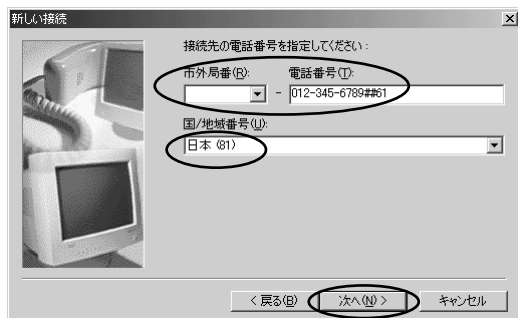 新しい接続
接続先の電話番号を指定してください:
市外局番(R): 電話番号(T):
- 012-345-6789##61
国/地域番号(U):
日本 (81)
< 戻る(B) 次へ(N) > キャンセル